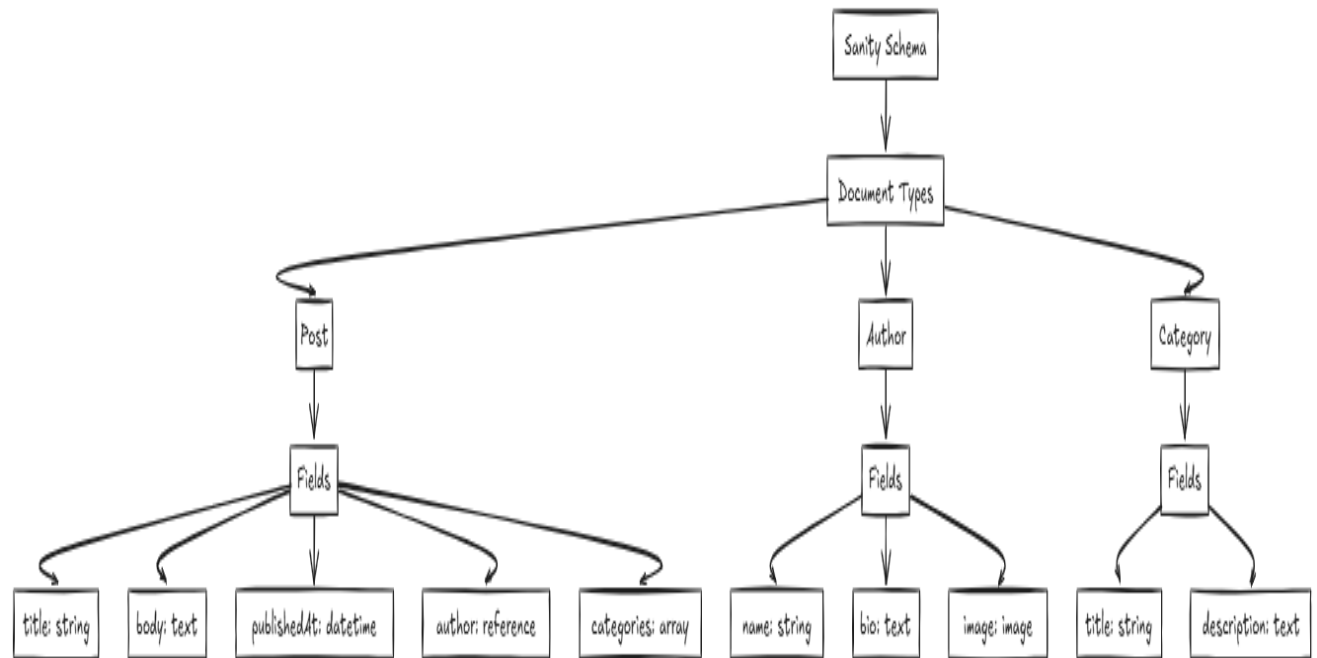 Sanity Schema
Document Types
Post
Author
Category
Fields
Fields
Fields
title: string
body: text
publishedAt: datetime
author: reference
categories: array
name: string
bio: text
image: image
title: string
description: text